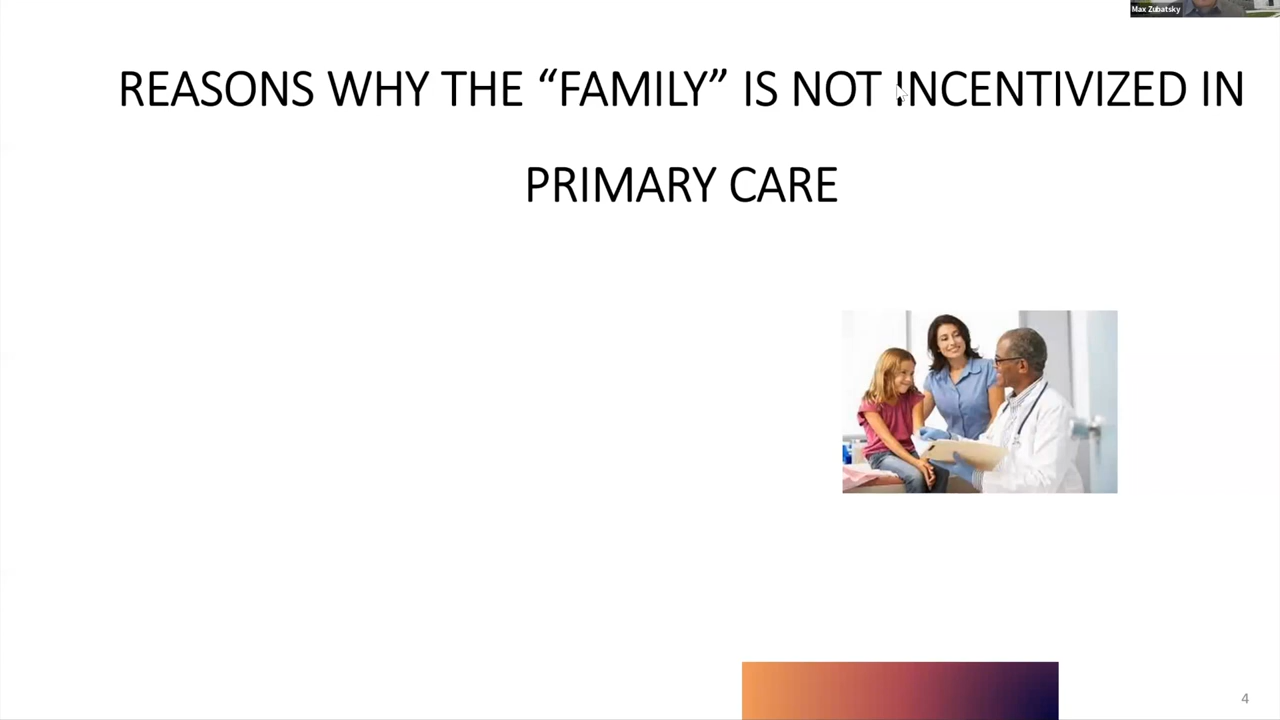 Max Zubatsky
REASONS WHY THE “FAMILY” IS NOT INCENTIVIZED IN
PRIMARY CARE
4